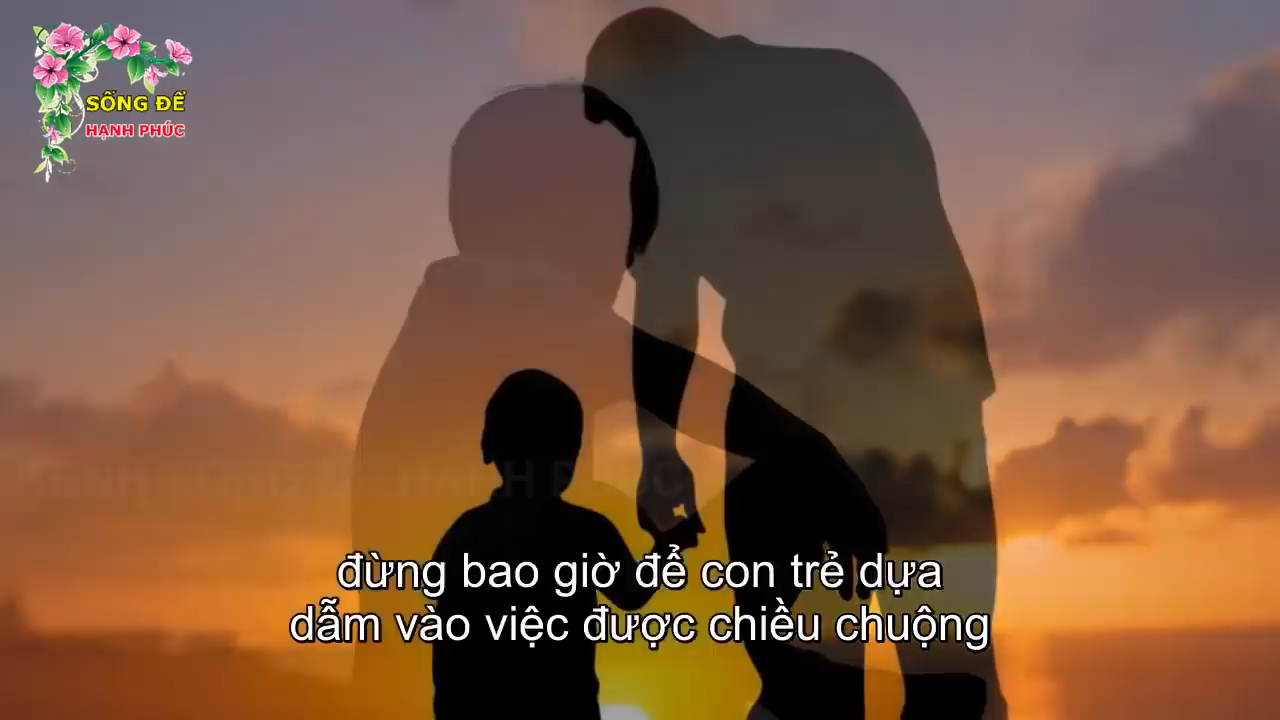 SỐNG ĐỂ
HẠNH PHÚC
đừng bao giờ để con trẻ dựa
dẫm vào việc được chiều chuộng